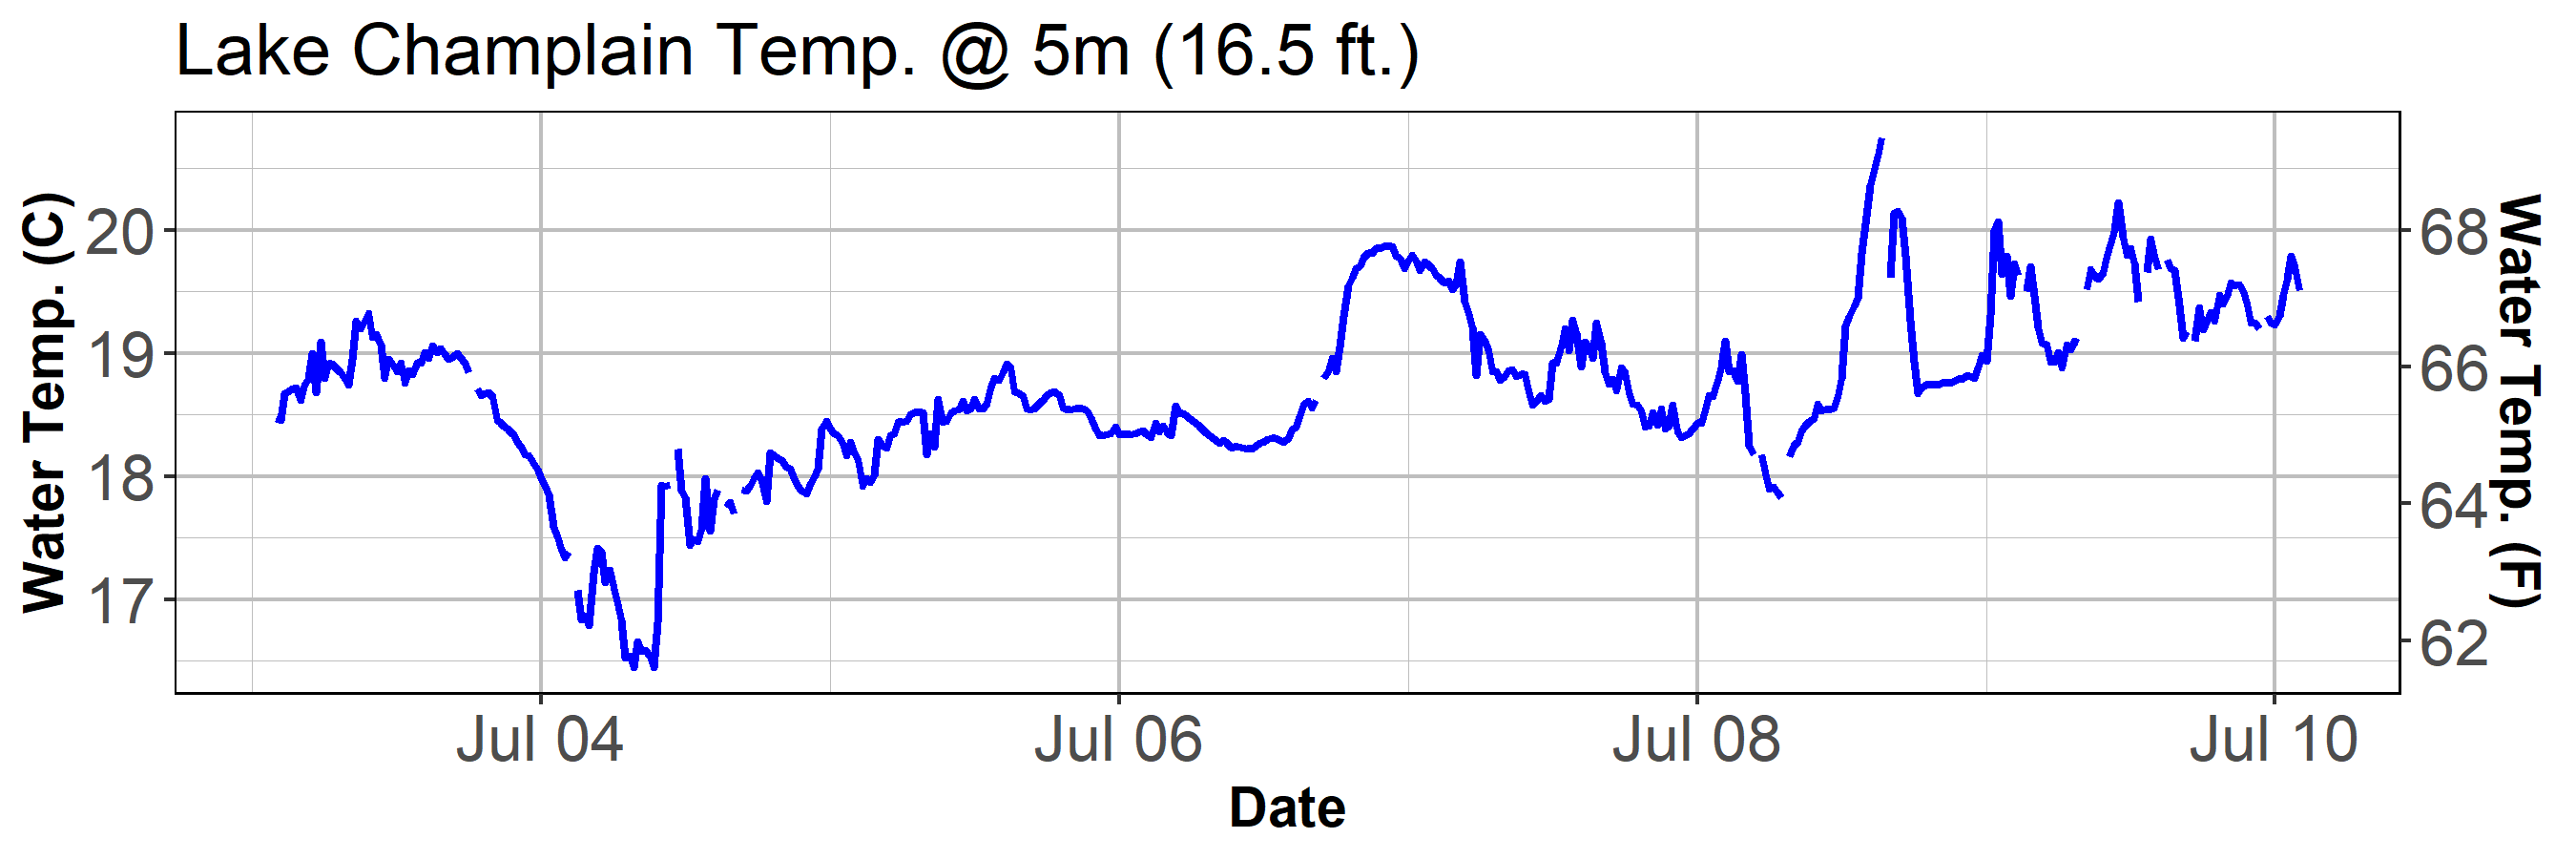 Lake Champlain Temp. @ 5m (16.5 ft.)
Water Temp. (C)
20
19
18
17
68
66
64
62
Water Temp. (F)
Jul 04
Jul 06
Jul 08
Jul 10
Date